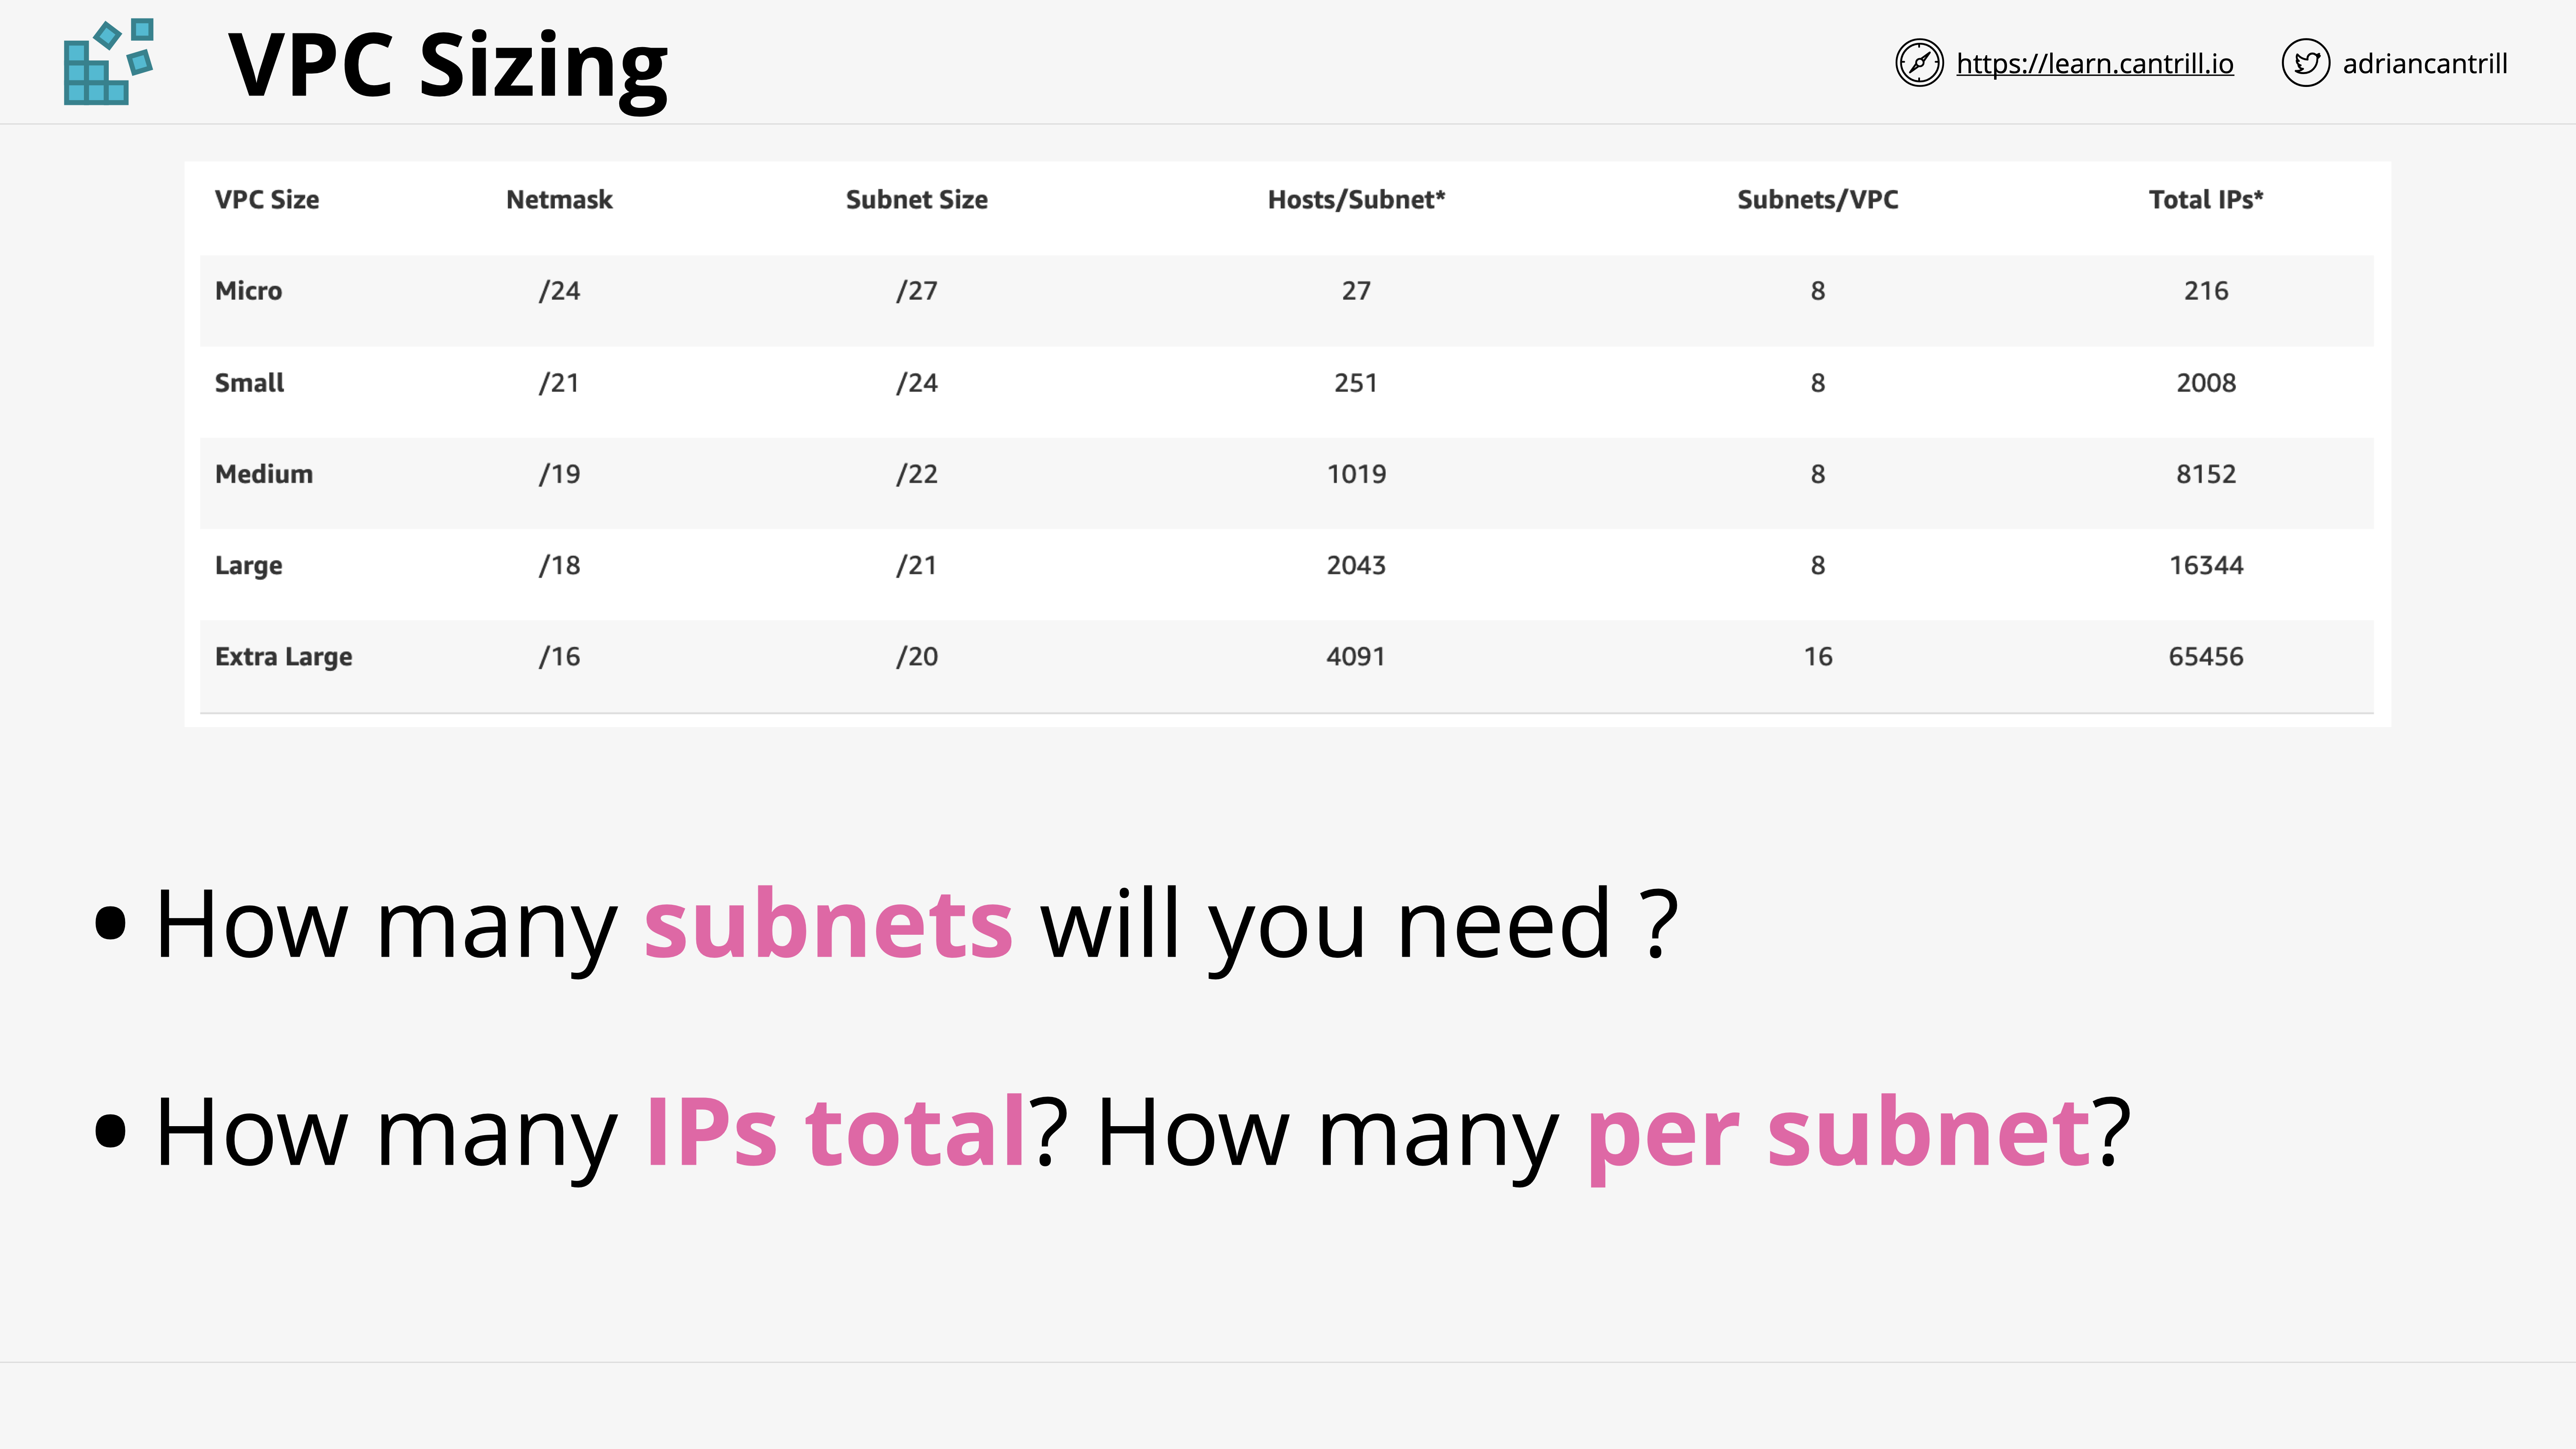 VPC Sizing
https://learn.cantrill.io adriancantrill
VPC Size Netmask Subnet Size Hosts/Subnet* Subnets/VPC Total IPs*
Micro /24 /27 27 8 216
Small /21 /24 251 8 2008
Medium /19 /22 1019 8 8152
Large /18 /21 2043 8 16344
Extra Large /16 /20 4091 16 65456
• How many subnets will you need ?
• How many IPs total? How many per subnet?